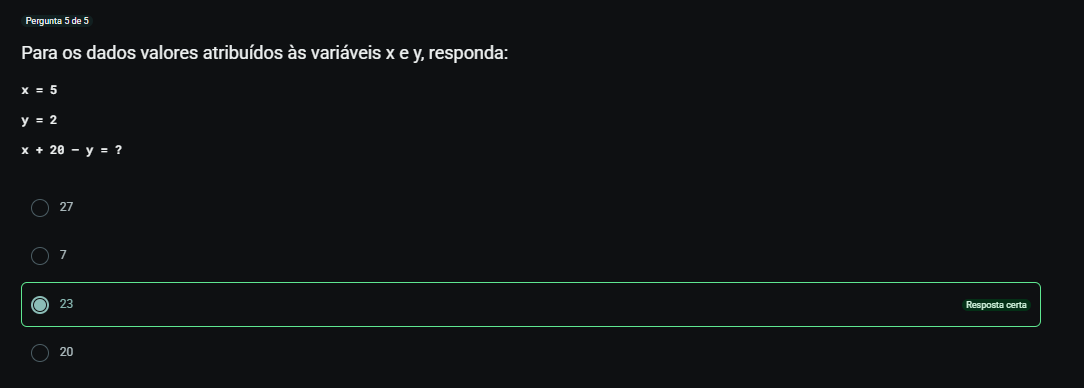 Pergunta 5 de 5
Para os dados valores atribuídos às variáveis x e y, responda:
x = 5
y = 2
x + 20 − y = ?
27
7
23
Resposta certa
20